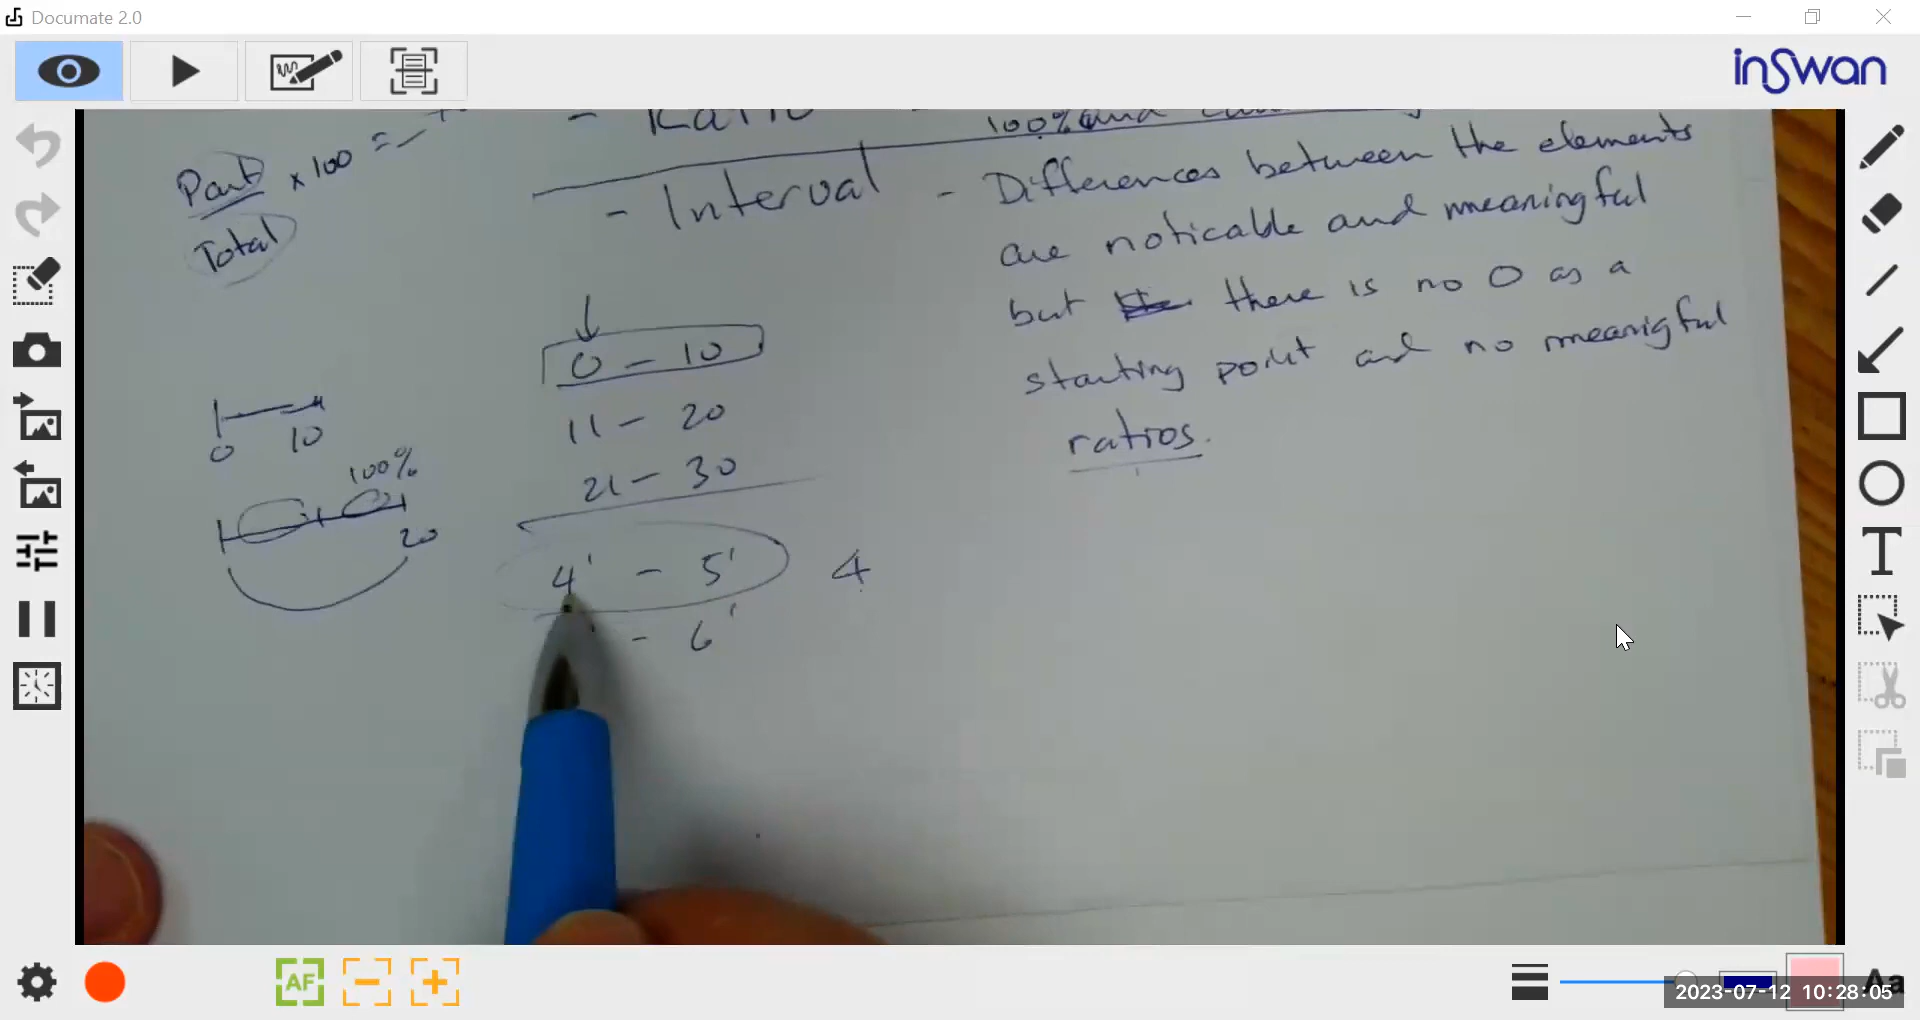 Documate 2.0
inSwan
- Ratio -
100% and
Part x 100 =
Total
- Interval - Differences between the elements
are noticable and meaningful
but there is no 0 as a
starting point and no meanigful
ratios.
0 - 10
11 - 20
21 - 30
0 10
100%
20
4' - 5' 4
- 6'
AF
T
Aa
2023-07-12 10:28:05